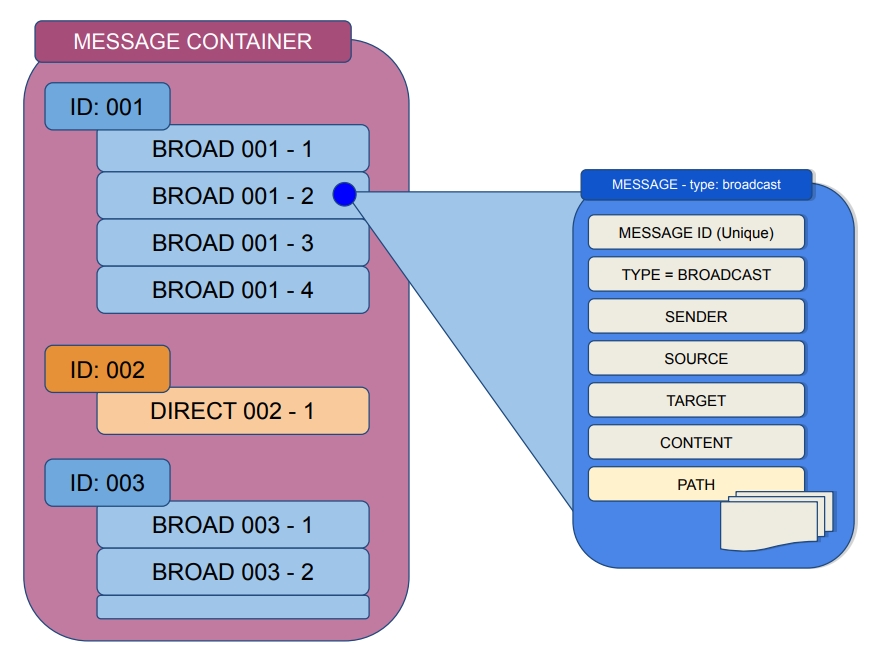 MESSAGE CONTAINER
ID: 001
BROAD 001 - 1
BROAD 001 - 2
BROAD 001 - 3
BROAD 001 - 4
ID: 002
DIRECT 002 - 1
ID: 003
BROAD 003 - 1
BROAD 003 - 2
MESSAGE - type: broadcast
MESSAGE ID (Unique)
TYPE = BROADCAST
SENDER
SOURCE
TARGET
CONTENT
PATH